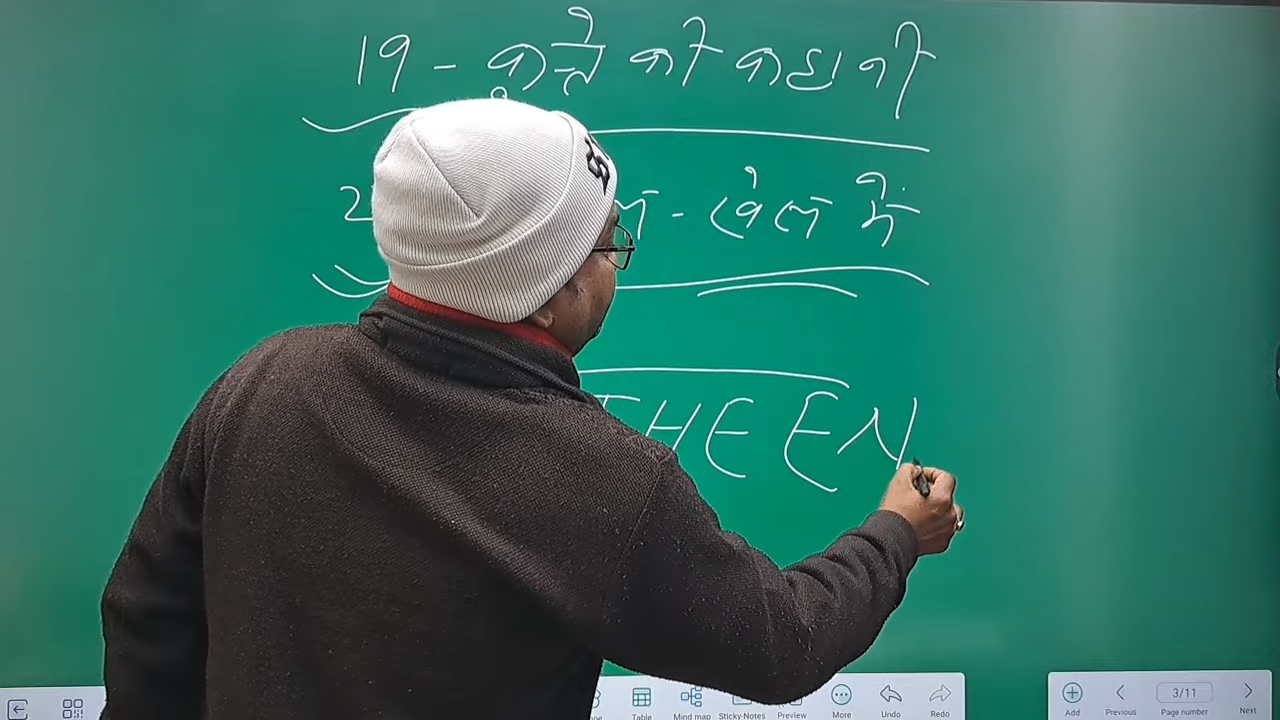 19 - कुत्ते की कहानी
2 - खेल में
THE EN
Table Mind map Sticky-Notes Preview More Undo Redo
Add Previous 3/11 Page number Next